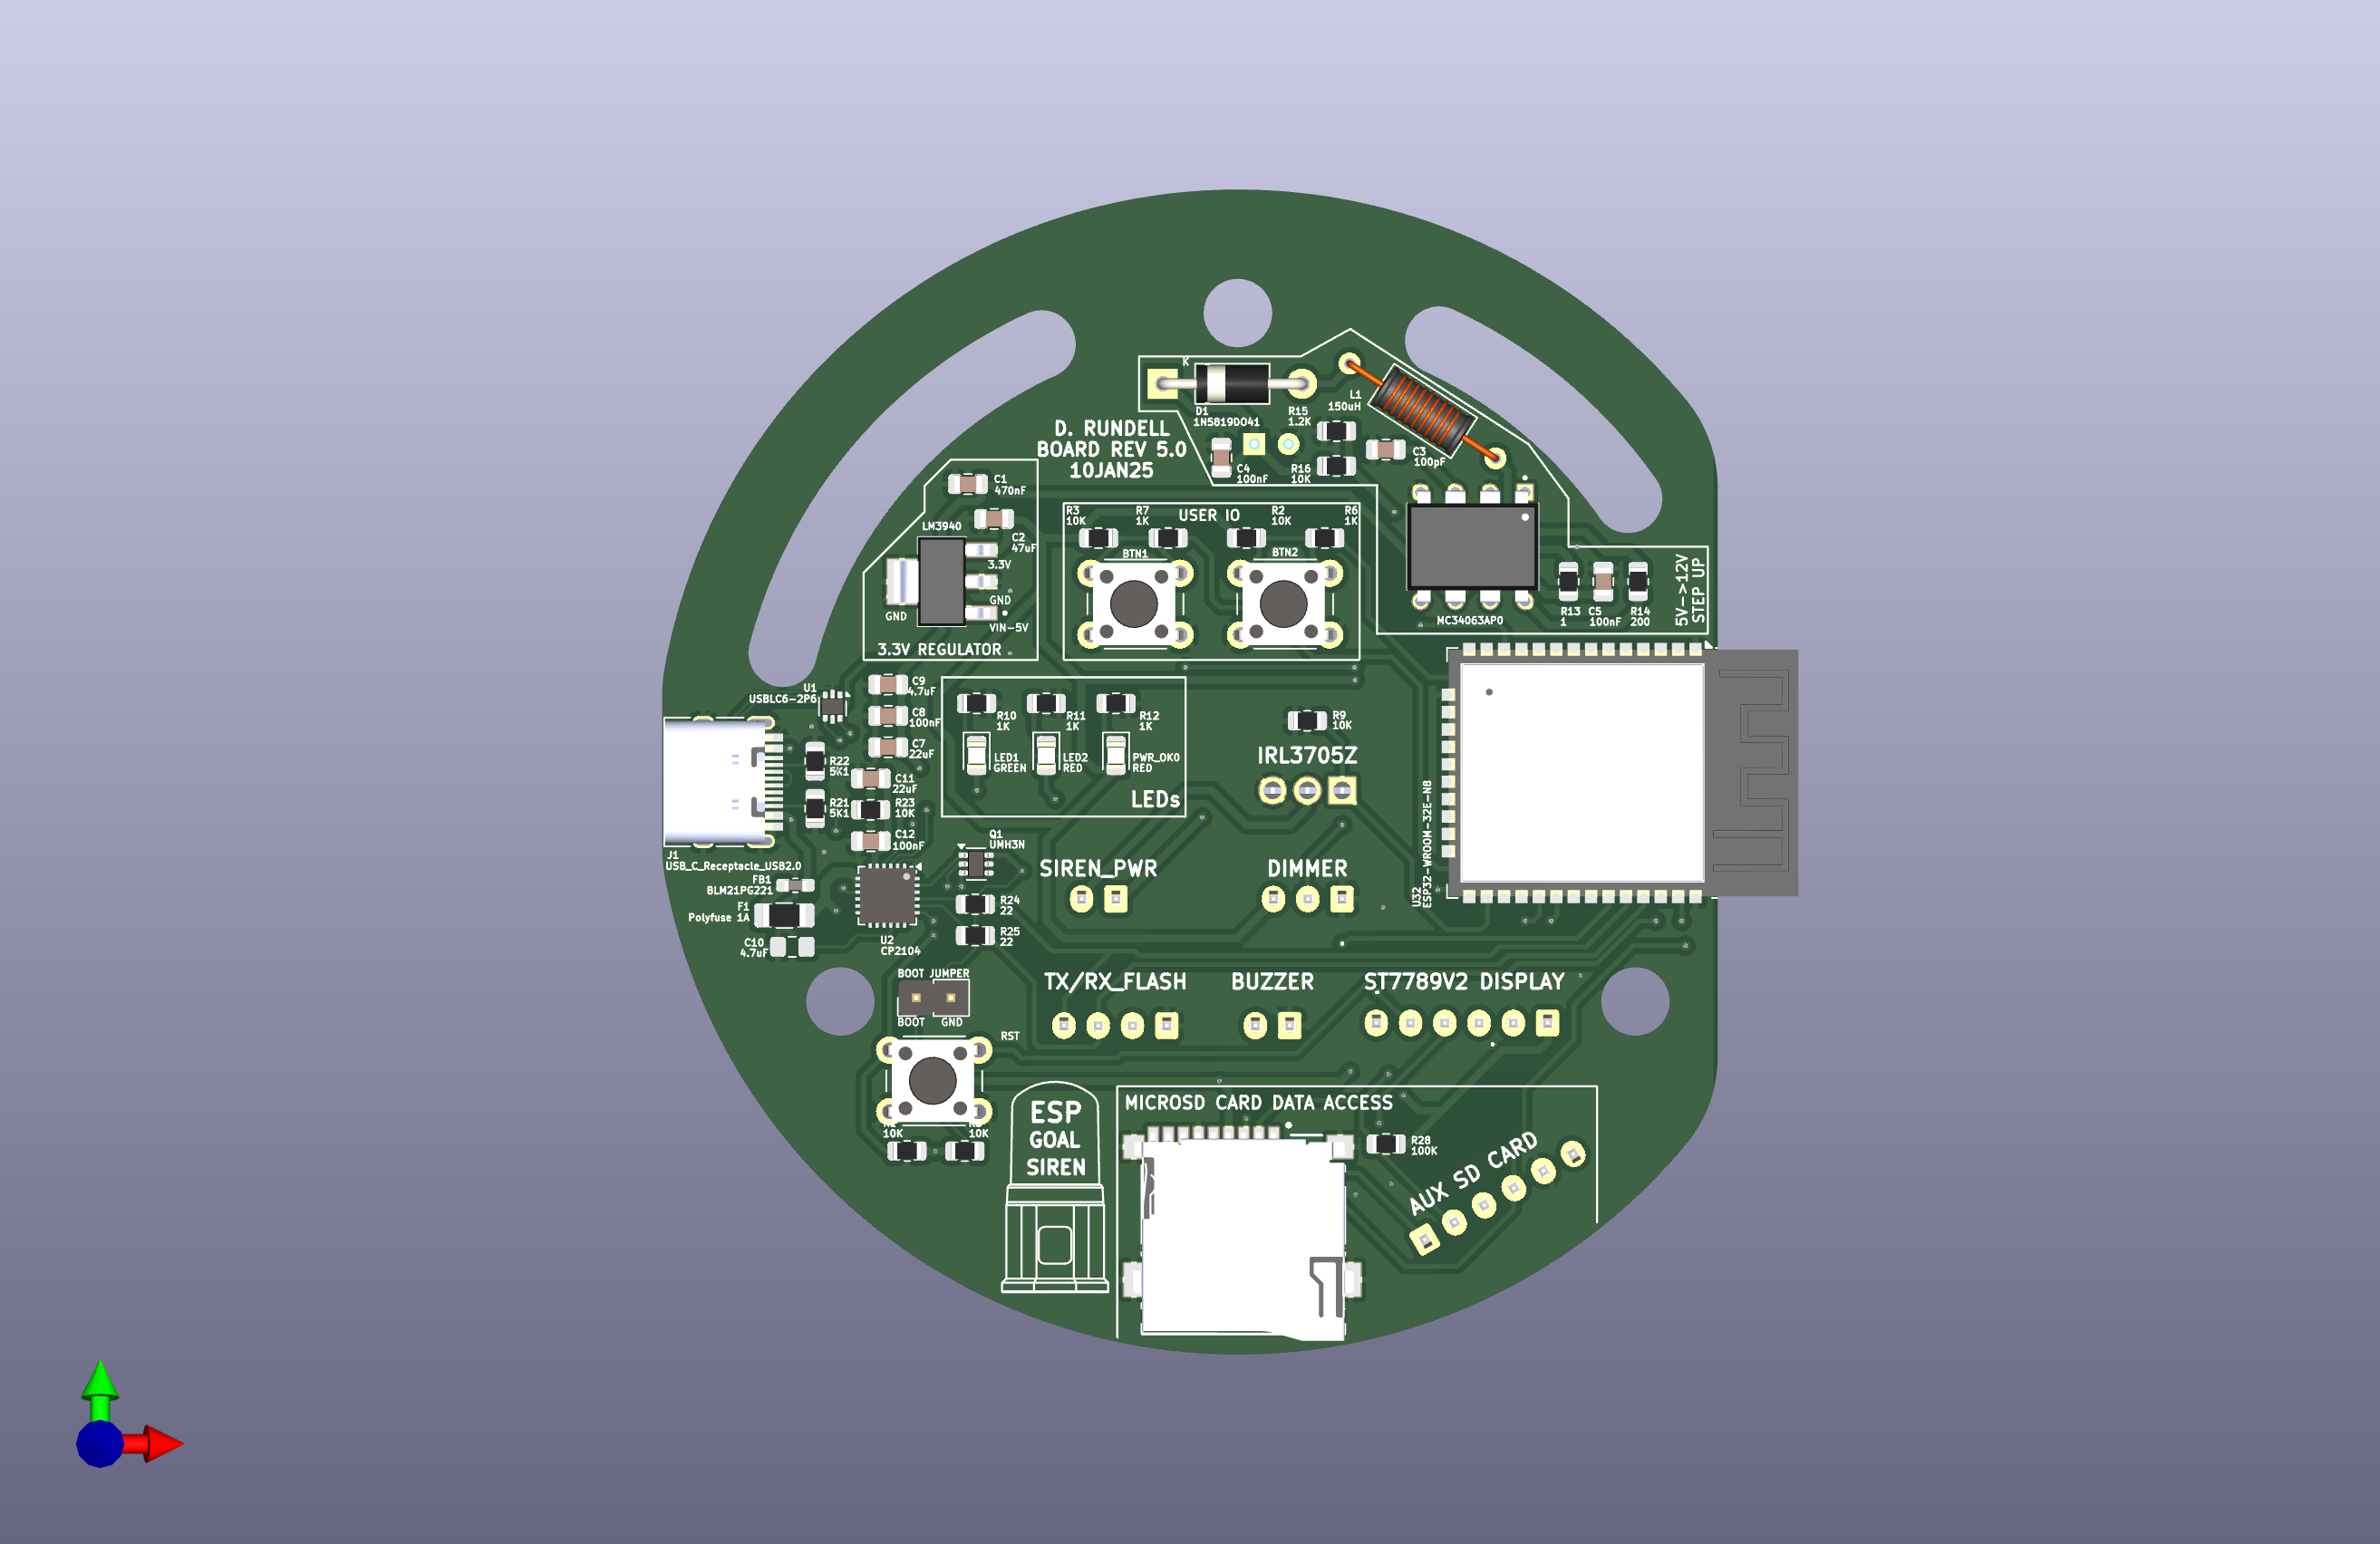 K
D1
1N5819DO41
L1
150uH
R15
1.2K
C3
100pF
C4
100nF
R16
10K
D. RUNDELL
BOARD REV 5.0
10JAN25
C1
470nF
LM3940
C2
47uF
3.3V
GND
GND
VIN-5V
3.3V REGULATOR
R3
10K
R7
1K
USER IO
R2
10K
R6
1K
BTN1
BTN2
MC34063AP0
R13
1
C5
100nF
R14
200
5V->12V
STEP UP
U1
USBLC6-2P6
C9
4.7uF
C8
100nF
C7
22uF
R10
1K
R11
1K
R12
1K
LED1
GREEN
LED2
RED
PWR_OK0
RED
LEDs
R9
10K
IRL3705Z
R22
5K1
C11
22uF
R21
5K1
R23
10K
C12
100nF
Q1
UMH3N
J1
USB_C_Receptacle_USB2.0
FB1
BLM21PG221
F1
Polyfuse 1A
C10
4.7uF
U2
CP2104
R24
22
R25
22
SIREN_PWR
DIMMER
U32
ESP32-WROOM-32E-N8
BOOT JUMPER
BOOT
GND
TX/RX_FLASH
BUZZER
ST7789V2 DISPLAY
RST
10K
10K
ESP
GOAL
SIREN
MICROSD CARD DATA ACCESS
R28
100K
AUX SD CARD